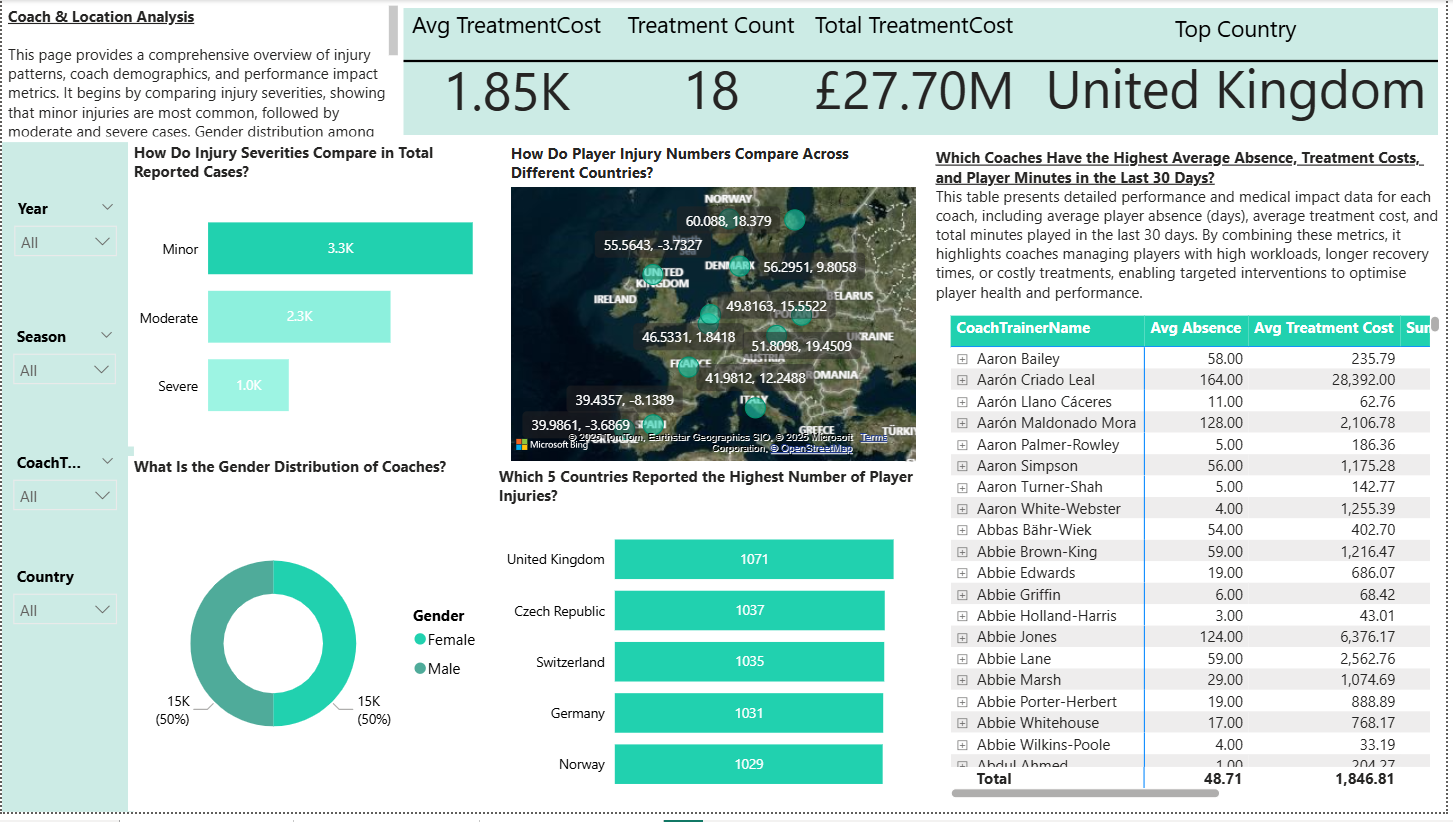 Coach & Location Analysis
This page provides a comprehensive overview of injury
patterns, coach demographics, and performance impact
metrics. It begins by comparing injury severities, showing
that minor injuries are most common, followed by
moderate and severe cases. Gender distribution among
Avg TreatmentCost
1.85K
Treatment Count
18
Total TreatmentCost
£27.70M
Top Country
United Kingdom
Year
All
Season
All
CoachT...
All
Country
All
How Do Injury Severities Compare in Total
Reported Cases?
Minor 3.3K
Moderate 2.3K
Severe 1.0K
What Is the Gender Distribution of Coaches?
15K
(50%)
15K
(50%)
Gender
Female
Male
How Do Player Injury Numbers Compare Across
Different Countries?
NORWAY
60.088, 18.379
55.5643, -3.7327
DENMARK
56.2951, 9.8058
UNITED
KINGDOM
IRELAND
49.8163, 15.5522
BELARUS
POLAND
46.5331, 1.8418
51.8098, 19.4509
UKRAINE
FRANCE
AUSTRIA
41.9812, 12.2488
ROMANIA
39.4357, -8.1389
ITALY
39.9861, -3.6869
SPAIN
GREECE
TÜRKI
Microsoft Bing
© 2025 TomTom, Earthstar Geographics SIO, © 2025 Microsoft Terms
Corporation, © OpenStreetMap
Which 5 Countries Reported the Highest Number of Player
Injuries?
United Kingdom 1071
Czech Republic 1037
Switzerland 1035
Germany 1031
Norway 1029
Which Coaches Have the Highest Average Absence, Treatment Costs,
and Player Minutes in the Last 30 Days?
This table presents detailed performance and medical impact data for each
coach, including average player absence (days), average treatment cost, and
total minutes played in the last 30 days. By combining these metrics, it
highlights coaches managing players with high workloads, longer recovery
times, or costly treatments, enabling targeted interventions to optimise
player health and performance.
CoachTrainerName Avg Absence Avg Treatment Cost Sur
Aaron Bailey 58.00 235.79
Aarón Criado Leal 164.00 28,392.00
Aarón Llano Cáceres 11.00 62.76
Aarón Maldonado Mora 128.00 2,106.78
Aaron Palmer-Rowley 5.00 186.36
Aaron Simpson 56.00 1,175.28
Aaron Turner-Shah 5.00 142.77
Aaron White-Webster 4.00 1,255.39
Abbas Bähr-Wiek 54.00 402.70
Abbie Brown-King 59.00 1,216.47
Abbie Edwards 19.00 686.07
Abbie Griffin 6.00 68.42
Abbie Holland-Harris 3.00 43.01
Abbie Jones 124.00 6,376.17
Abbie Lane 59.00 2,562.76
Abbie Marsh 29.00 1,074.69
Abbie Porter-Herbert 19.00 888.89
Abbie Whitehouse 17.00 768.17
Abbie Wilkins-Poole 4.00 33.19
Abdul Ahmed 1.00 204.27
Total 48.71 1,846.81